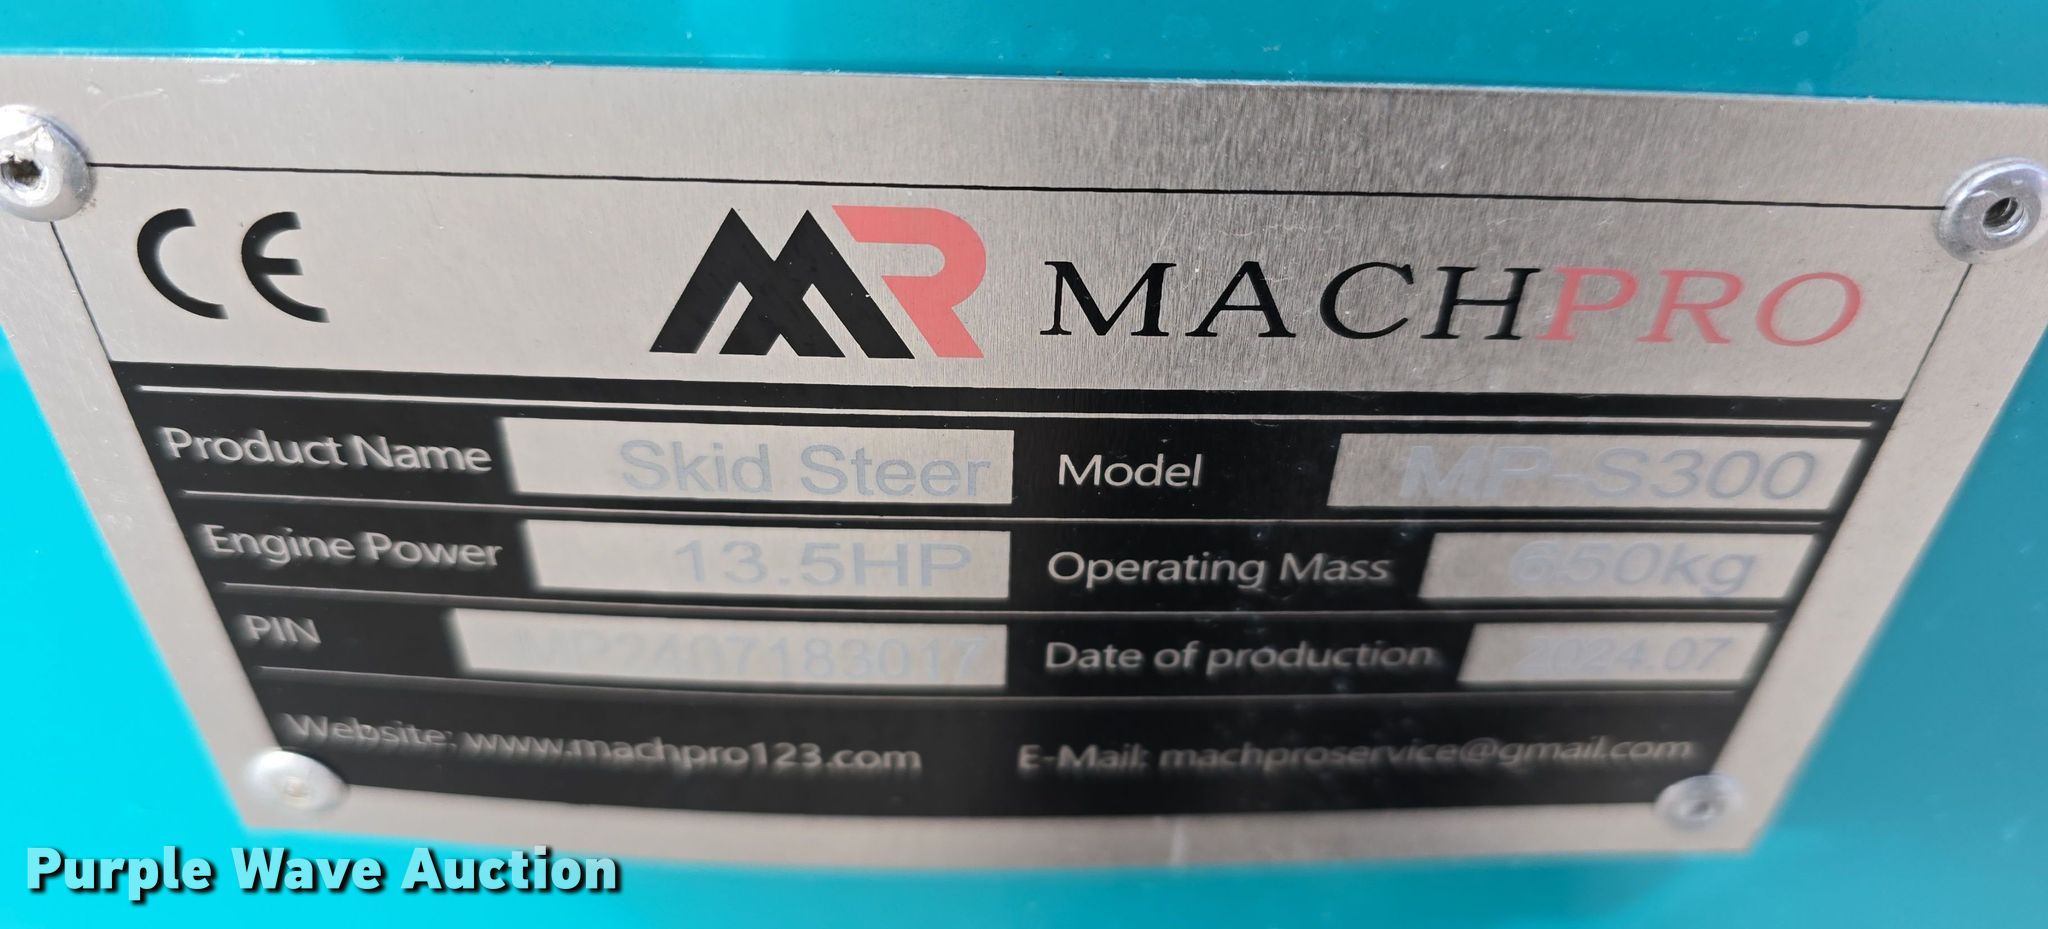 CE MR MACHPRO
Product Name Skid Steer Model MP-S300
Engine Power 13.5HP Operating Mass 650kg
PIN MP2407183017 Date of production 2024.07
Website: www.machpro123.com E-Mail: machproservice@gmail.com
Purple Wave Auction